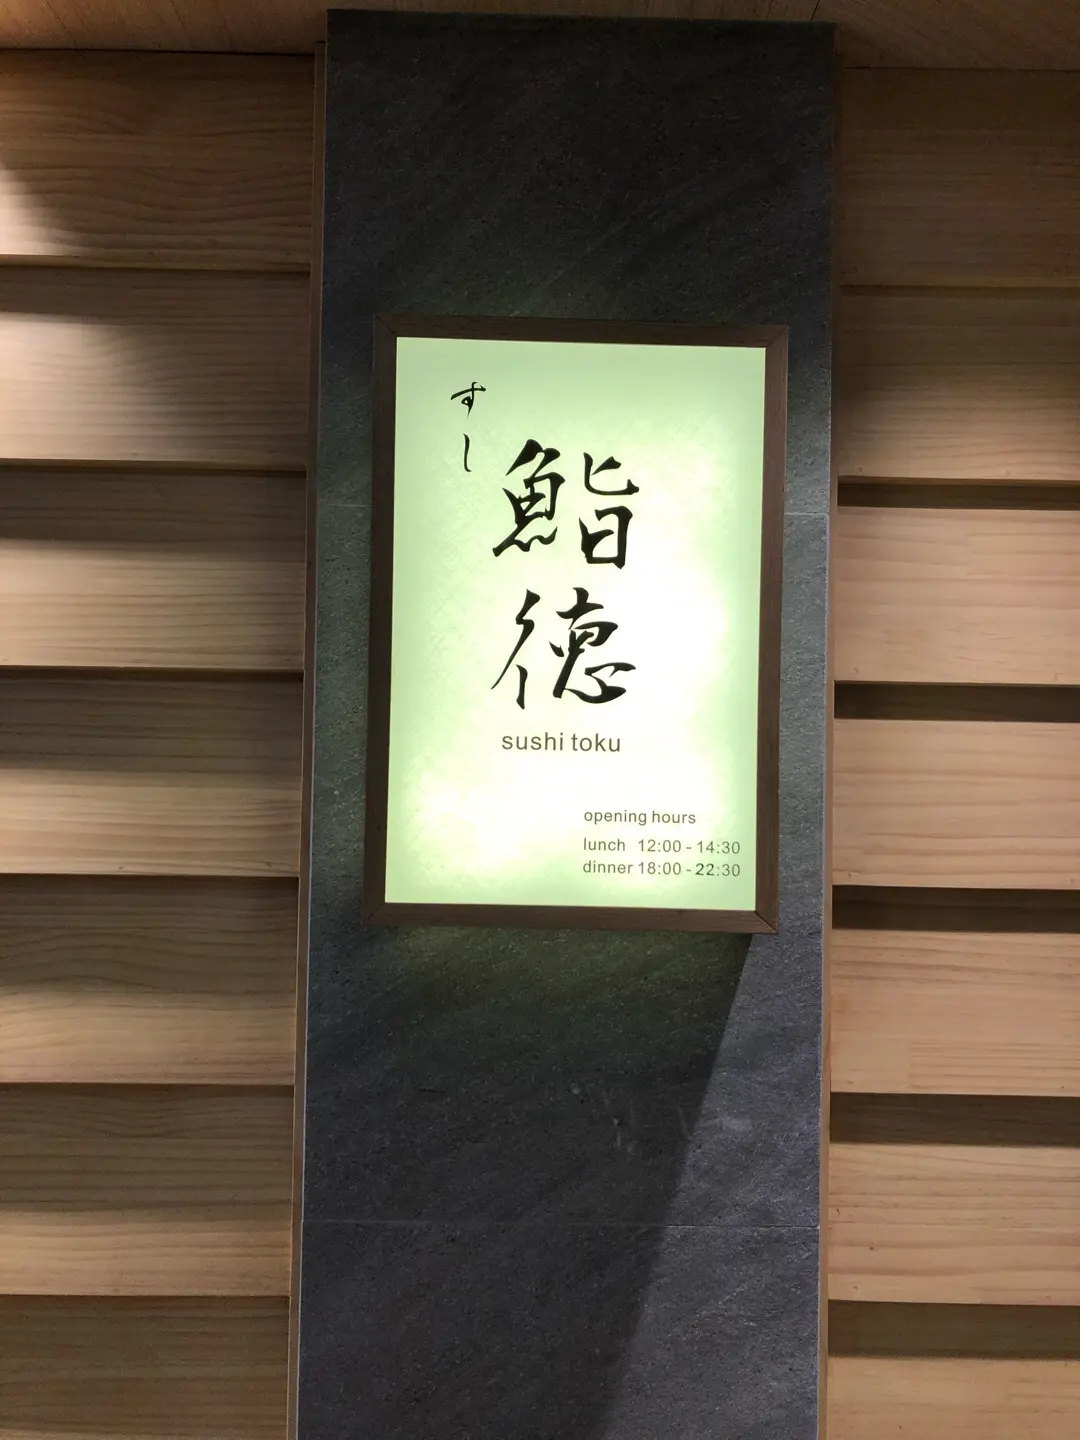 すし
鮨
徳
sushi toku
opening hours
lunch 12:00 - 14:30
dinner 18:00 - 22:30